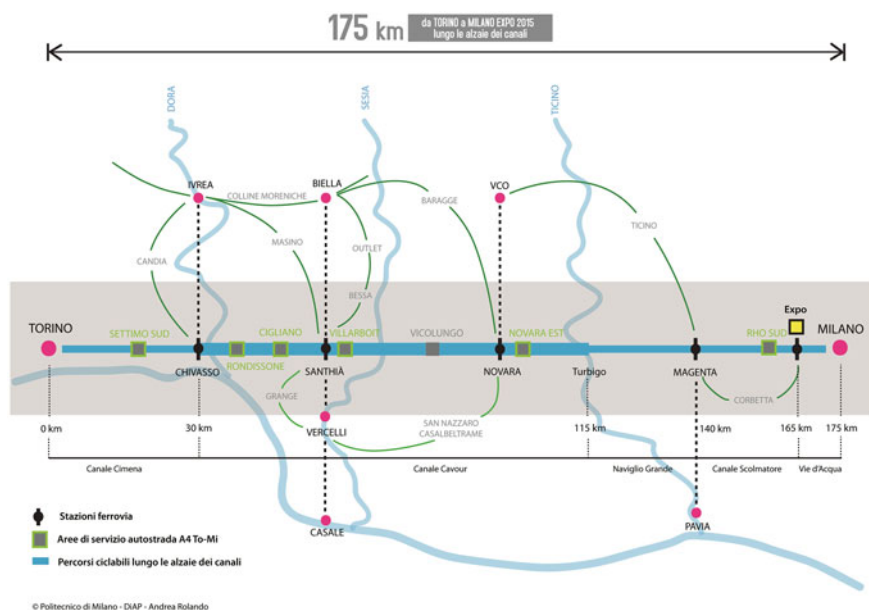 175 km
da TORINO a MILANO EXPO 2015
lungo le alzaie dei canali
DORA
SESIA
TICINO
IVREA
COLLINE MORENICHE
BIELLA
BARAGGE
VCO
TICINO
MASINO
OUTLET
CANDIA
BESSA
Expo
TORINO
SETTIMO SUD
CIGLIANO
VILLARBOIT
VICOLUNGO
NOVARA EST
RHO SUD
MILANO
CHIVASSO
RONDISSONE
SANTHIÀ
NOVARA
Turbigo
MAGENTA
GRANGE
CORBETTA
SAN NAZZARO
CASALBELTRAME
VERCELLI
0 km
30 km
115 km
140 km
165 km
175 km
Canale Cimena
Canale Cavour
Naviglio Grande
Canale Scolmatore
Vie d'Acqua
Stazioni ferrovia
Aree di servizio autostrada A4 To-Mi
Percorsi ciclabili lungo le alzaie dei canali
CASALE
PAVIA
© Politecnico di Milano - DiAP - Andrea Rolando